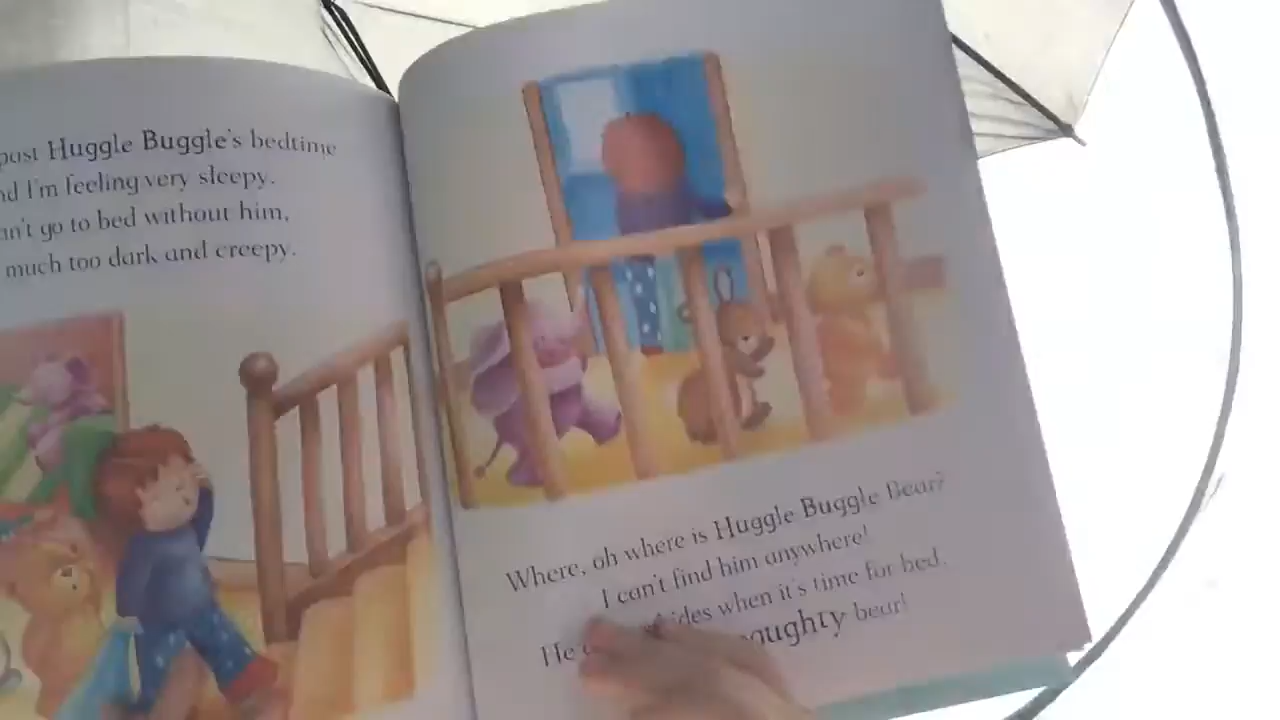 past Huggle Buggle's bedtime
nd I'm feeling very sleepy.
an't go to bed without him,
much too dark and creepy.
Where, oh where is Huggle Buggle Bear?
I can't find him anywhere!
He ides when it's time for bed.
noughty bear!